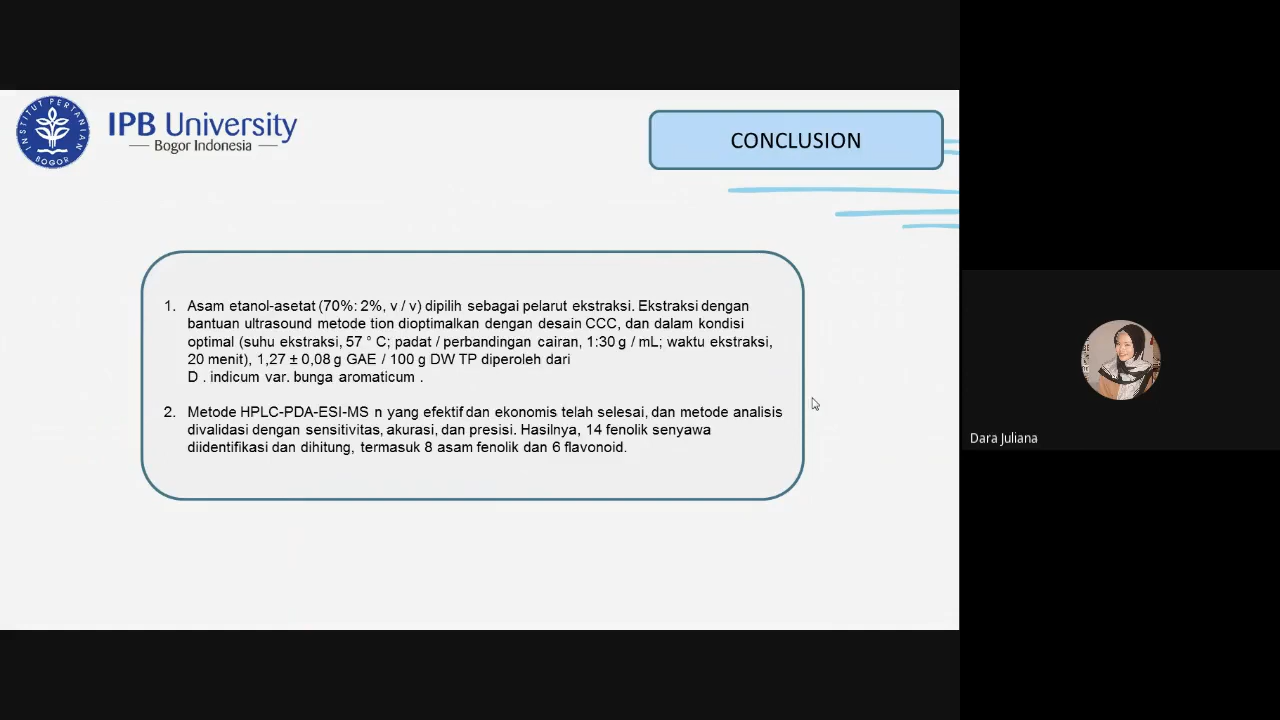 INSTITUT PERTANIAN
BOGOR
IPB University
Bogor Indonesia
CONCLUSION
1. Asam etanol-asetat (70%: 2%, v / v) dipilih sebagai pelarut ekstraksi. Ekstraksi dengan
bantuan ultrasound metode tion dioptimalkan dengan desain CCC, dan dalam kondisi
optimal (suhu ekstraksi, 57 ° C; padat / perbandingan cairan, 1:30 g / mL; waktu ekstraksi,
20 menit), 1,27 ± 0,08 g GAE / 100 g DW TP diperoleh dari
D . indicum var. bunga aromaticum .
2. Metode HPLC-PDA-ESI-MS n yang efektif dan ekonomis telah selesai, dan metode analisis
divalidasi dengan sensitivitas, akurasi, dan presisi. Hasilnya, 14 fenolik senyawa
diidentifikasi dan dihitung, termasuk 8 asam fenolik dan 6 flavonoid.
Dara Juliana